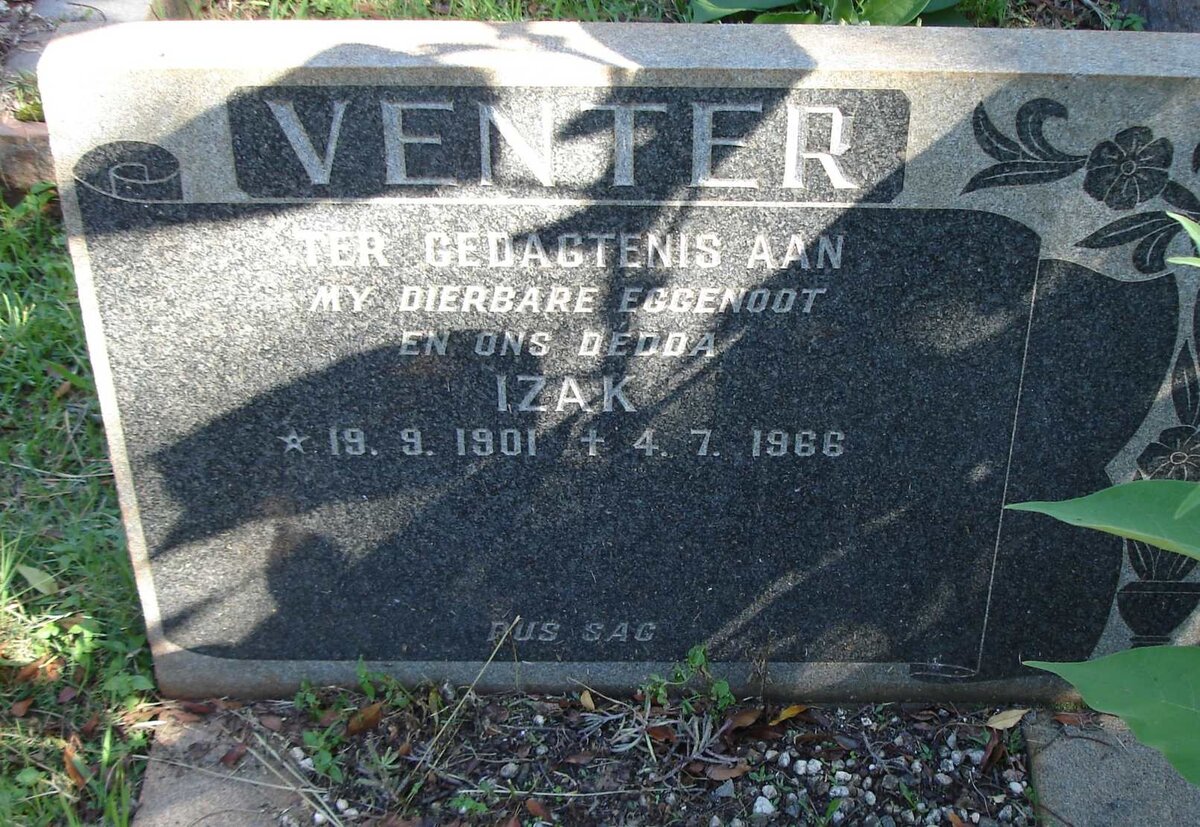 VENTER
TER GEDAGTENIS AAN
MY DIERBARE EGGENOOT
EN ONS DEDDA
IZAK
★ 19. 9. 1901 ✝ 4. 7. 1966
RUS SAG